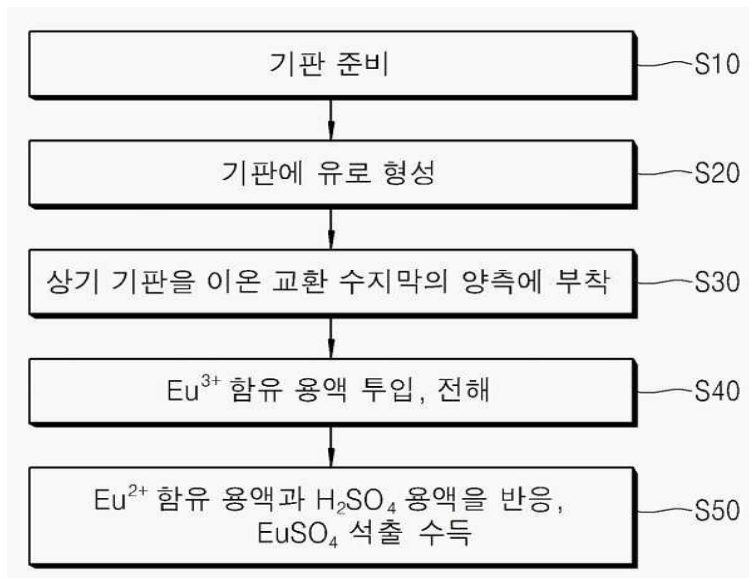 기판 준비
S10
기판에 유로 형성
S20
상기 기판을 이온 교환 수지막의 양측에 부착
S30
Eu³⁺ 함유 용액 투입, 전해
S40
Eu²⁺ 함유 용액과 H₂SO₄ 용액을 반응,
EuSO₄ 석출 수득
S50